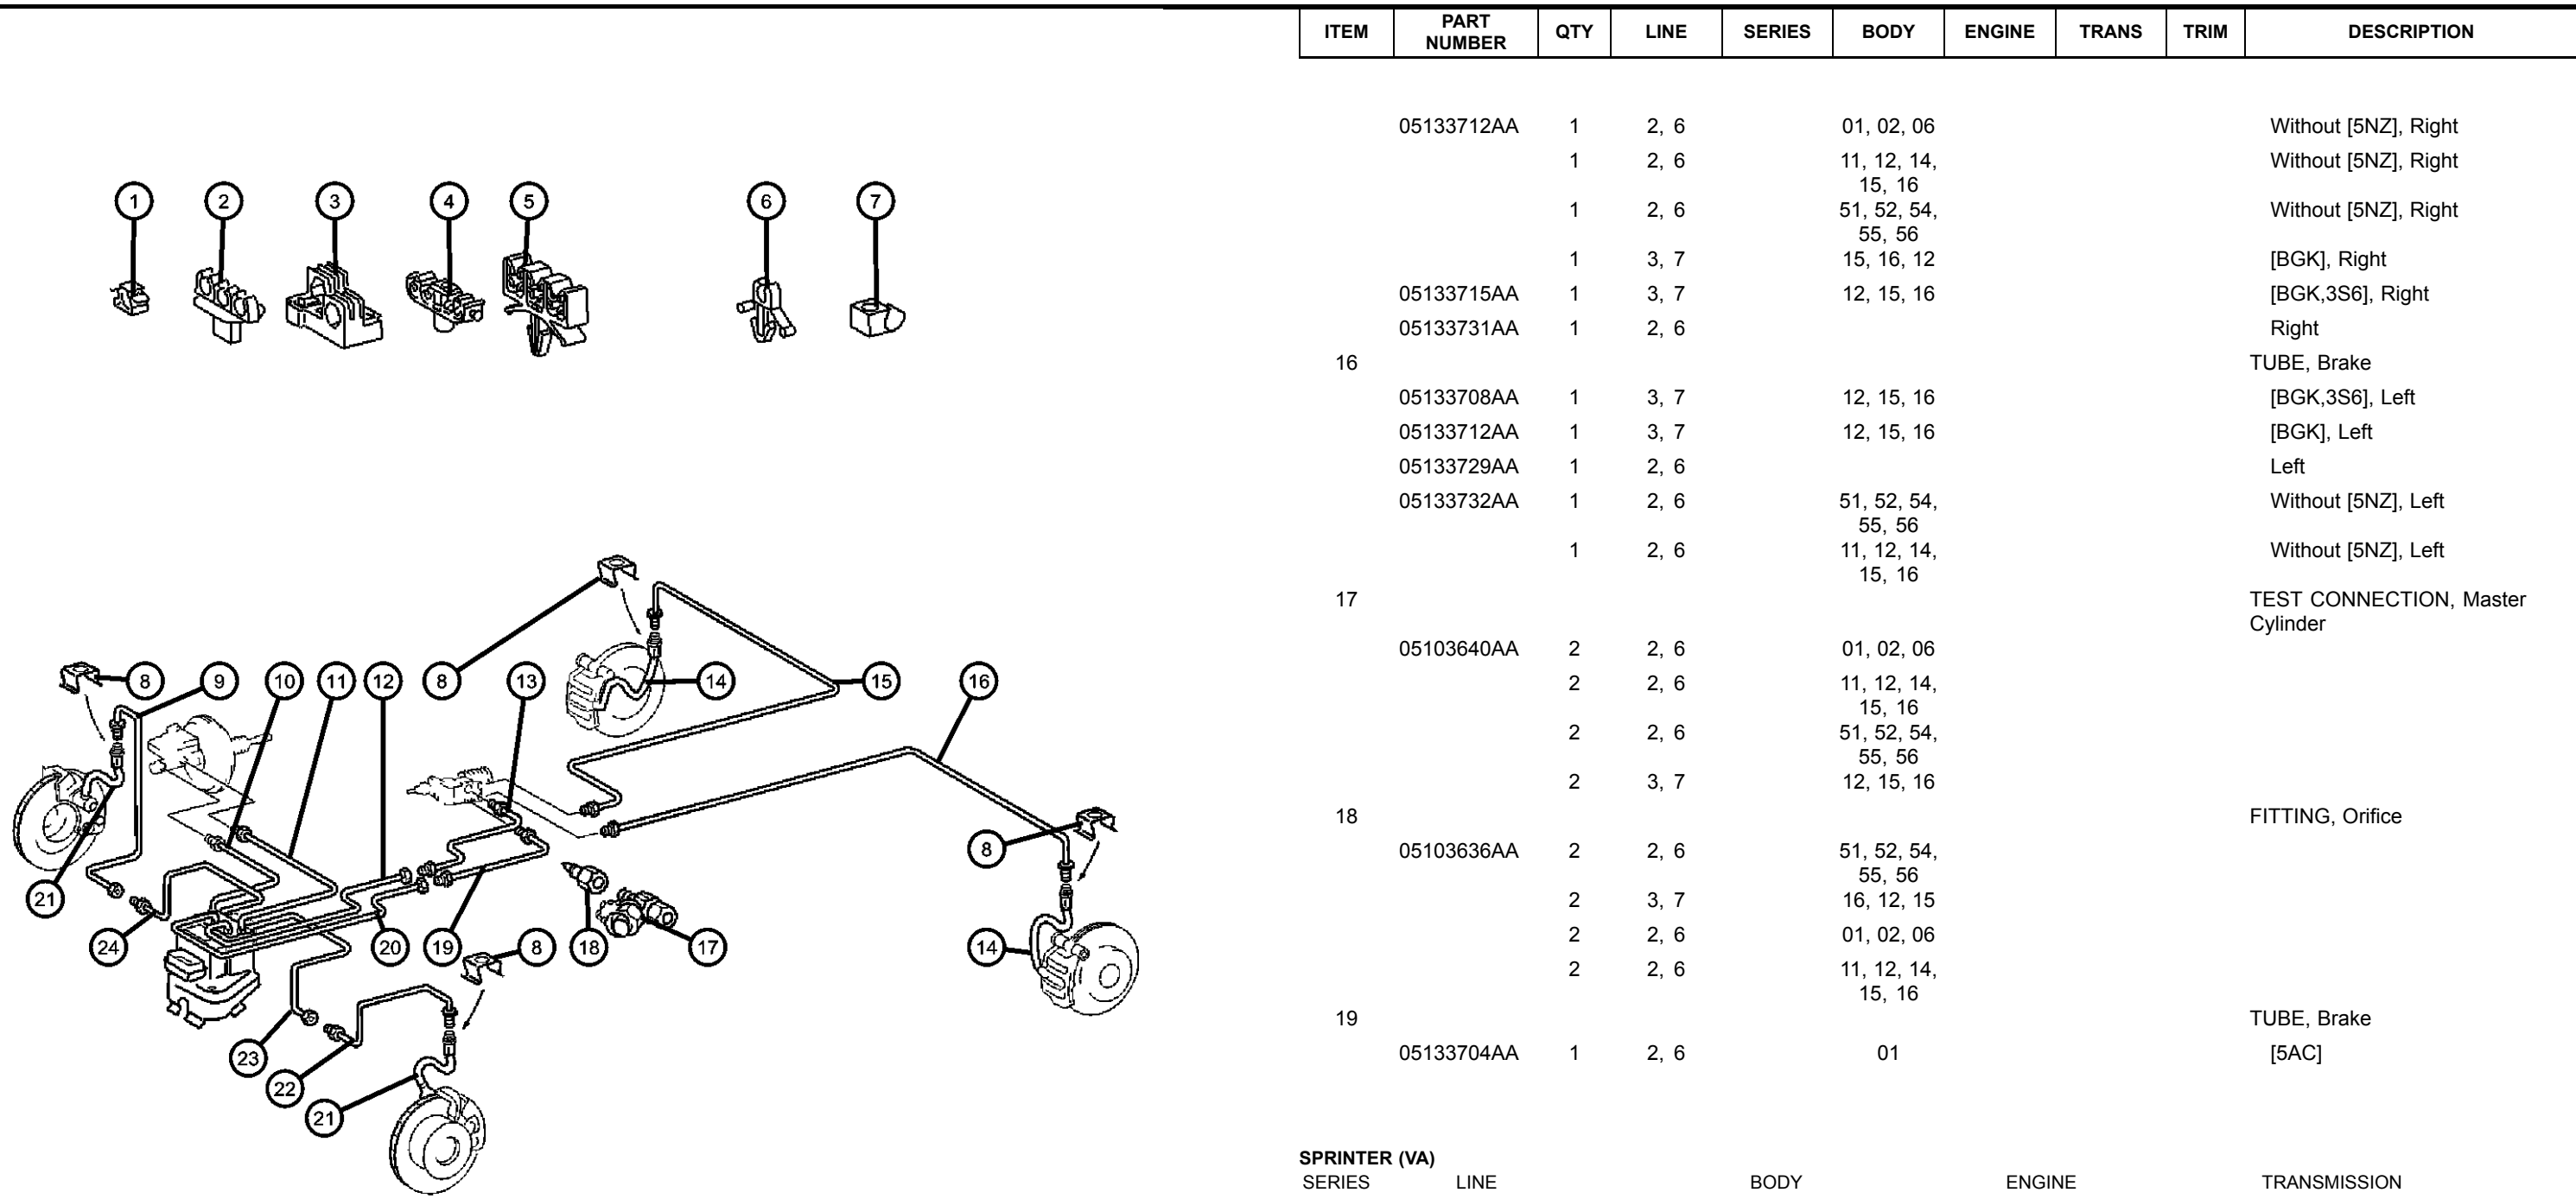 ITEM PART NUMBER QTY LINE SERIES BODY ENGINE TRANS TRIM DESCRIPTION
05133712AA 1 2, 6 01, 02, 06 Without [5NZ], Right
1 2, 6 11, 12, 14, Without [5NZ], Right
15, 16
1 2, 6 51, 52, 54, Without [5NZ], Right
55, 56
1 3, 7 15, 16, 12 [BGK], Right
05133715AA 1 3, 7 12, 15, 16 [BGK,3S6], Right
05133731AA 1 2, 6 Right
16 TUBE, Brake
05133708AA 1 3, 7 12, 15, 16 [BGK,3S6], Left
05133712AA 1 3, 7 12, 15, 16 [BGK], Left
05133729AA 1 2, 6 Left
05133732AA 1 2, 6 51, 52, 54, Without [5NZ], Left
55, 56
1 2, 6 11, 12, 14, Without [5NZ], Left
15, 16
17 TEST CONNECTION, Master
Cylinder
05103640AA 2 2, 6 01, 02, 06
2 2, 6 11, 12, 14,
15, 16
2 2, 6 51, 52, 54,
55, 56
2 3, 7 12, 15, 16
18 FITTING, Orifice
05103636AA 2 2, 6 51, 52, 54,
55, 56
2 3, 7 16, 12, 15
2 2, 6 01, 02, 06
2 2, 6 11, 12, 14,
15, 16
19 TUBE, Brake
05133704AA 1 2, 6 01 [5AC]
SPRINTER (VA)
SERIES LINE BODY ENGINE TRANSMISSION
1 2 3 4 5 6 7
8 9 10 11 12 8 13 14 15 16
8
21
24 20 19 8 18 17 14
23
22
21